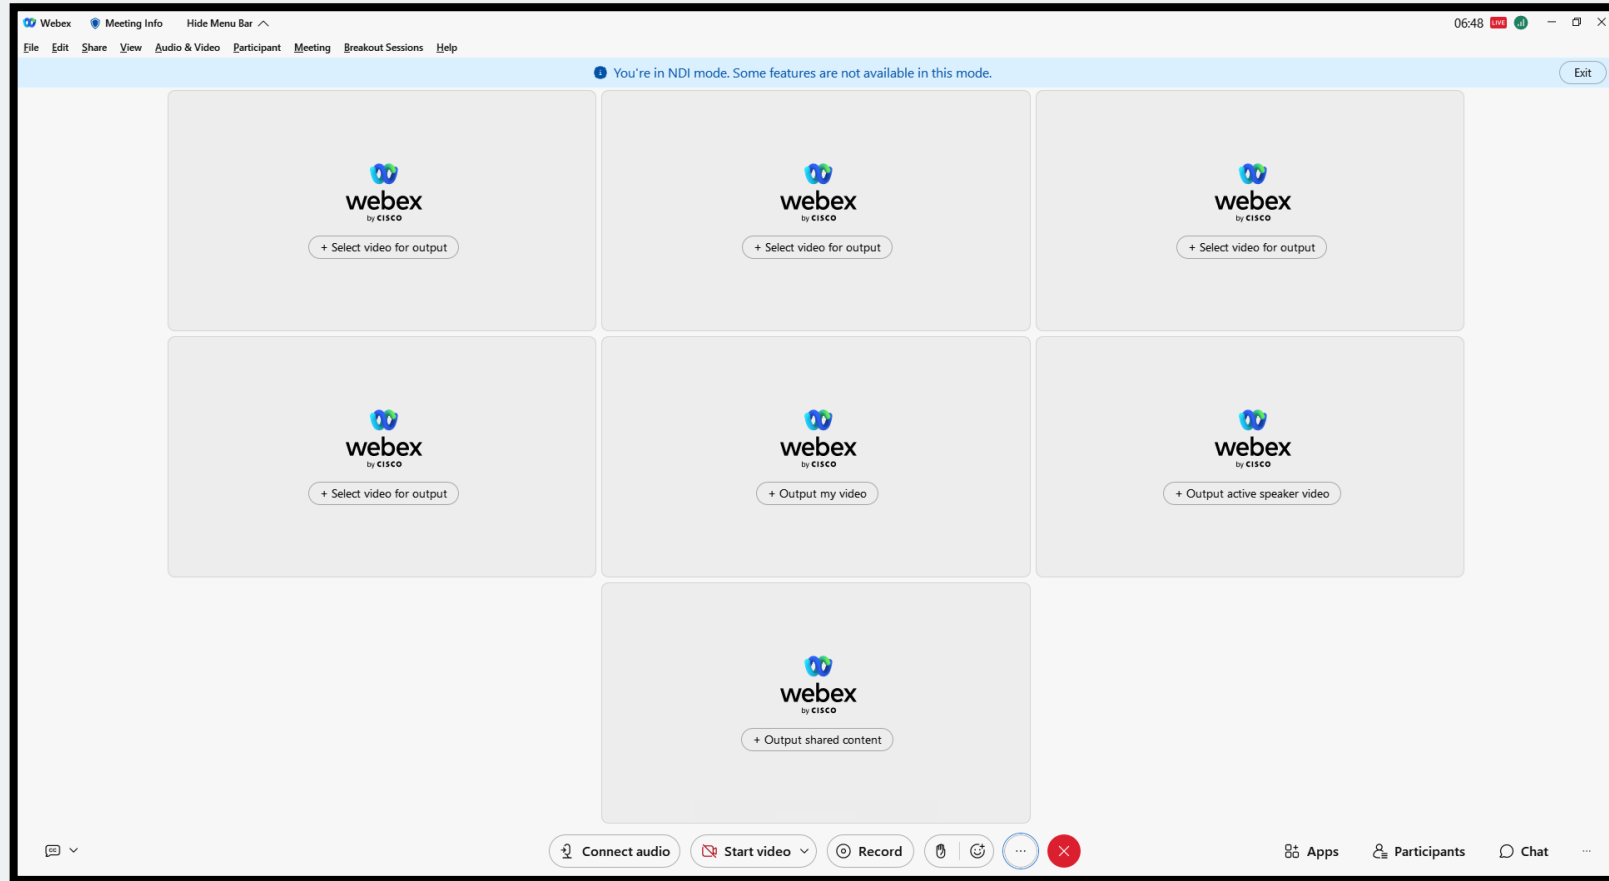 Webex Meeting Info Hide Menu Bar 06:48 LIVE
File Edit Share View Audio & Video Participant Meeting Breakout Sessions Help
You're in NDI mode. Some features are not available in this mode. Exit
webex
by CISCO
+ Select video for output
webex
by CISCO
+ Select video for output
webex
by CISCO
+ Select video for output
webex
by CISCO
+ Select video for output
webex
by CISCO
+ Output my video
webex
by CISCO
+ Output active speaker video
webex
by CISCO
+ Output shared content
CC Connect audio Start video Record ... Apps Participants Chat ...